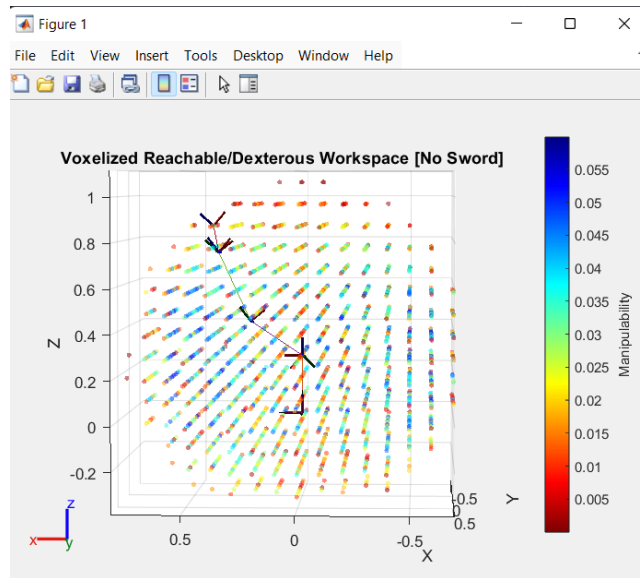 Figure 1
File Edit View Insert Tools Desktop Window Help
Voxelized Reachable/Dexterous Workspace [No Sword]
1
0.8
0.6
0.4
0.2
0
-0.2
Z
0.5 0 -0.5
X
-0.5
0
0.5
Y
z
x
y
0.055
0.05
0.045
0.04
0.035
0.03
0.025
0.02
0.015
0.01
0.005
Manipulability